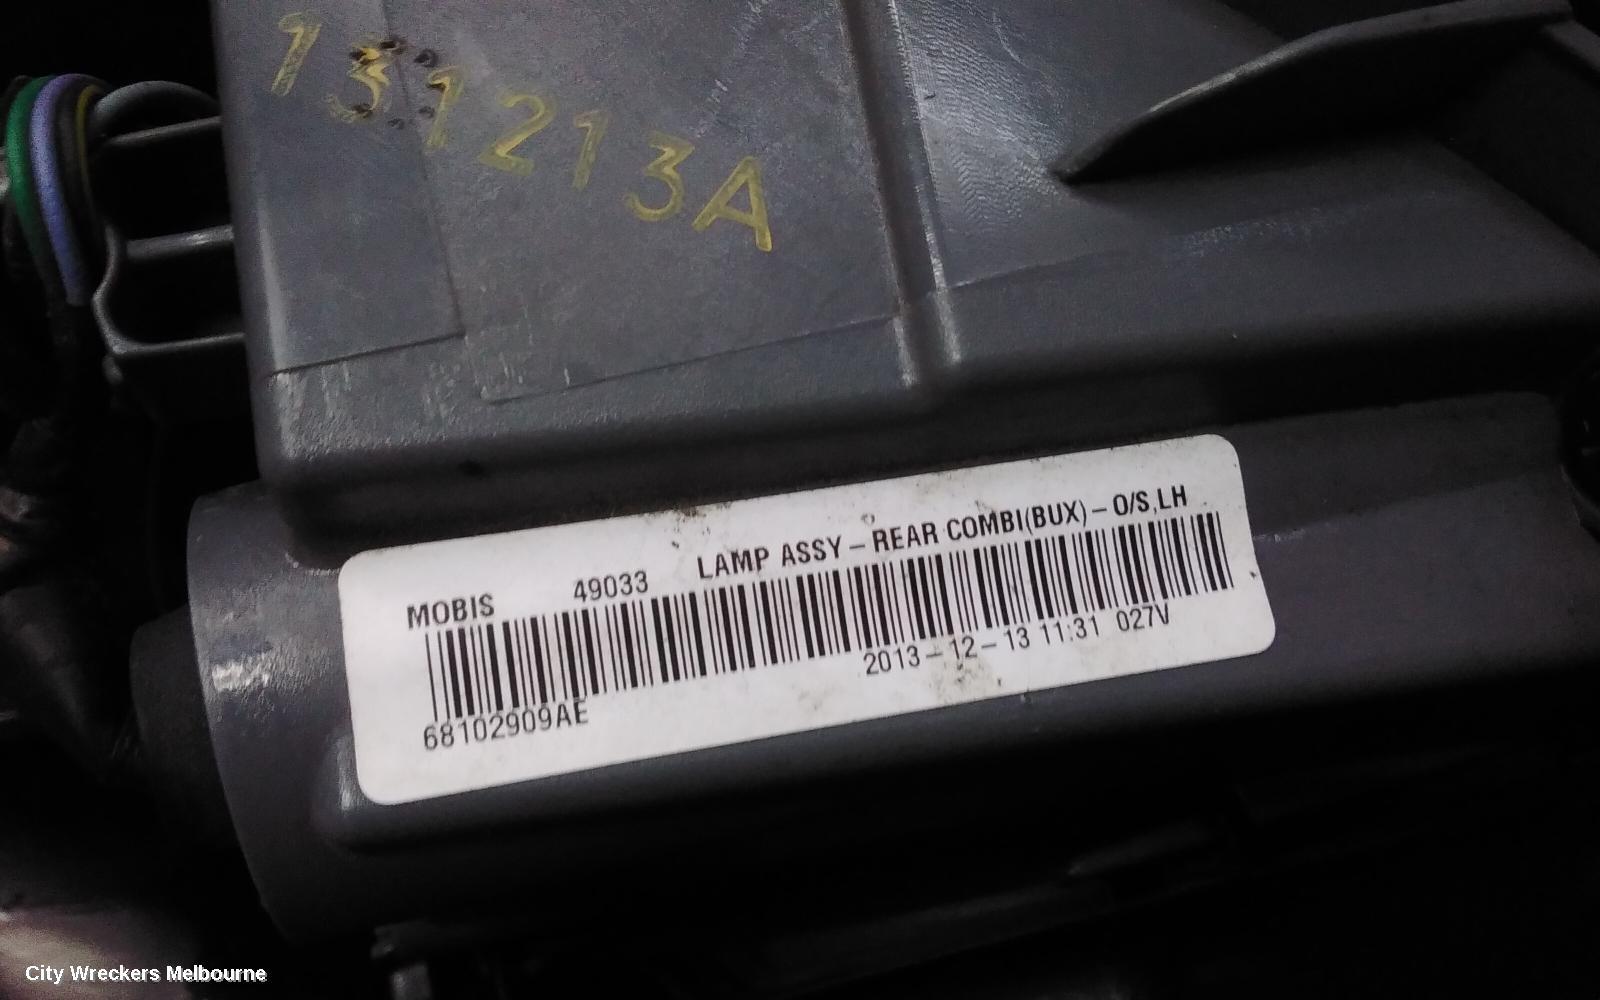 131213A
MOBIS 49033 LAMP ASSY – REAR COMBI(BUX) – O/S,LH
2013–12–13 11:31 027V
68102909AE
City Wreckers Melbourne